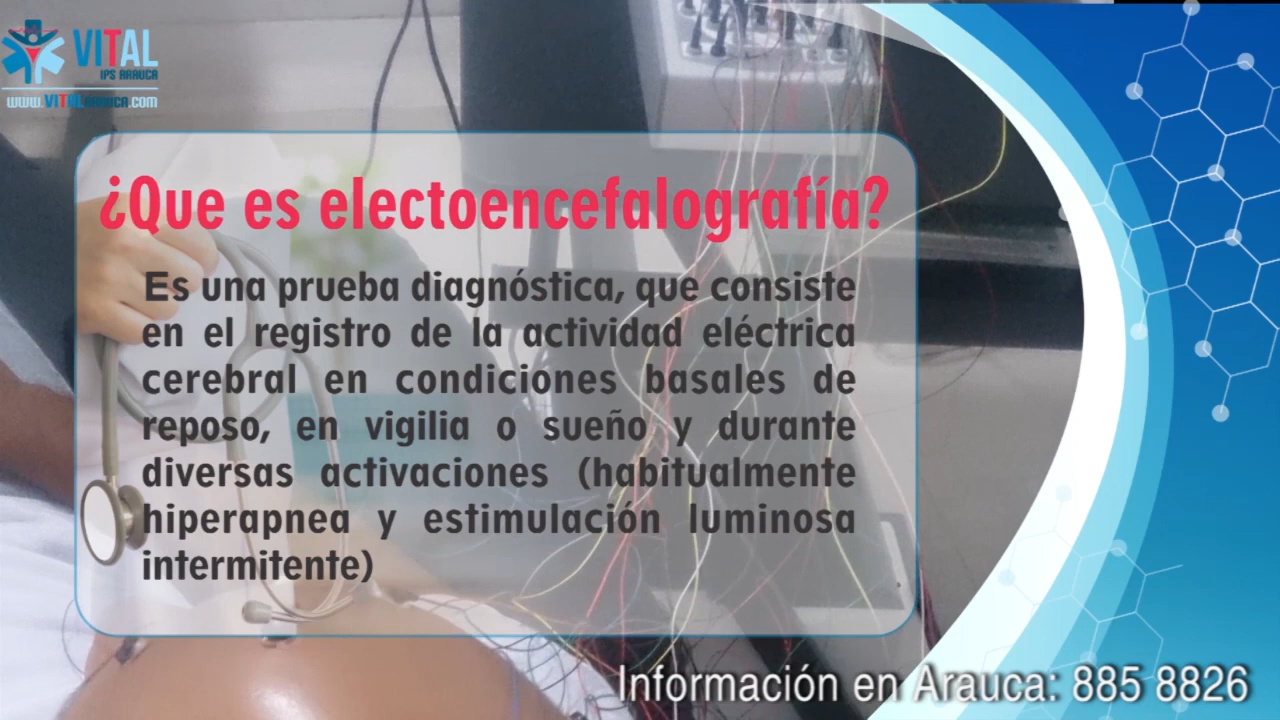 VITAL
IPS ARAUCA
www.VITALarauca.com
¿Que es electoencefalografía?
Es una prueba diagnóstica, que consiste
en el registro de la actividad eléctrica
cerebral en condiciones basales de
reposo, en vigilia o sueño y durante
diversas activaciones (habitualmente
hiperapnea y estimulación luminosa
intermitente)
Información en Arauca: 885 8826